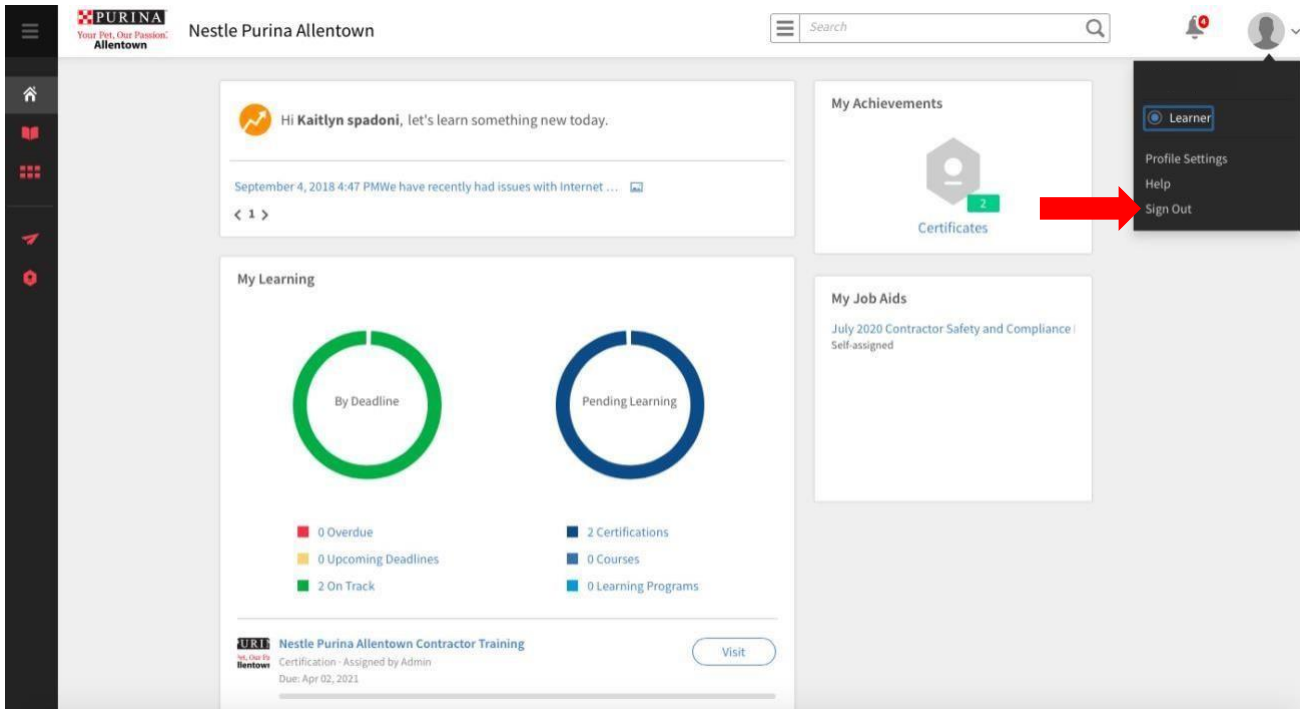 PURINA
Your Pet, Our Passion.
Allentown
Nestle Purina Allentown
Search
4
Learner
Profile Settings
Help
Sign Out
Hi Kaitlyn spadoni, let's learn something new today.
September 4, 2018 4:47 PMWe have recently had issues with Internet ...
< 1 >
My Achievements
2
Certificates
My Learning
By Deadline
Pending Learning
0 Overdue
0 Upcoming Deadlines
2 On Track
2 Certifications
0 Courses
0 Learning Programs
My Job Aids
July 2020 Contractor Safety and Compliance
Self-assigned
Nestle Purina Allentown Contractor Training
Certification · Assigned by Admin
Due: Apr 02, 2021
Visit